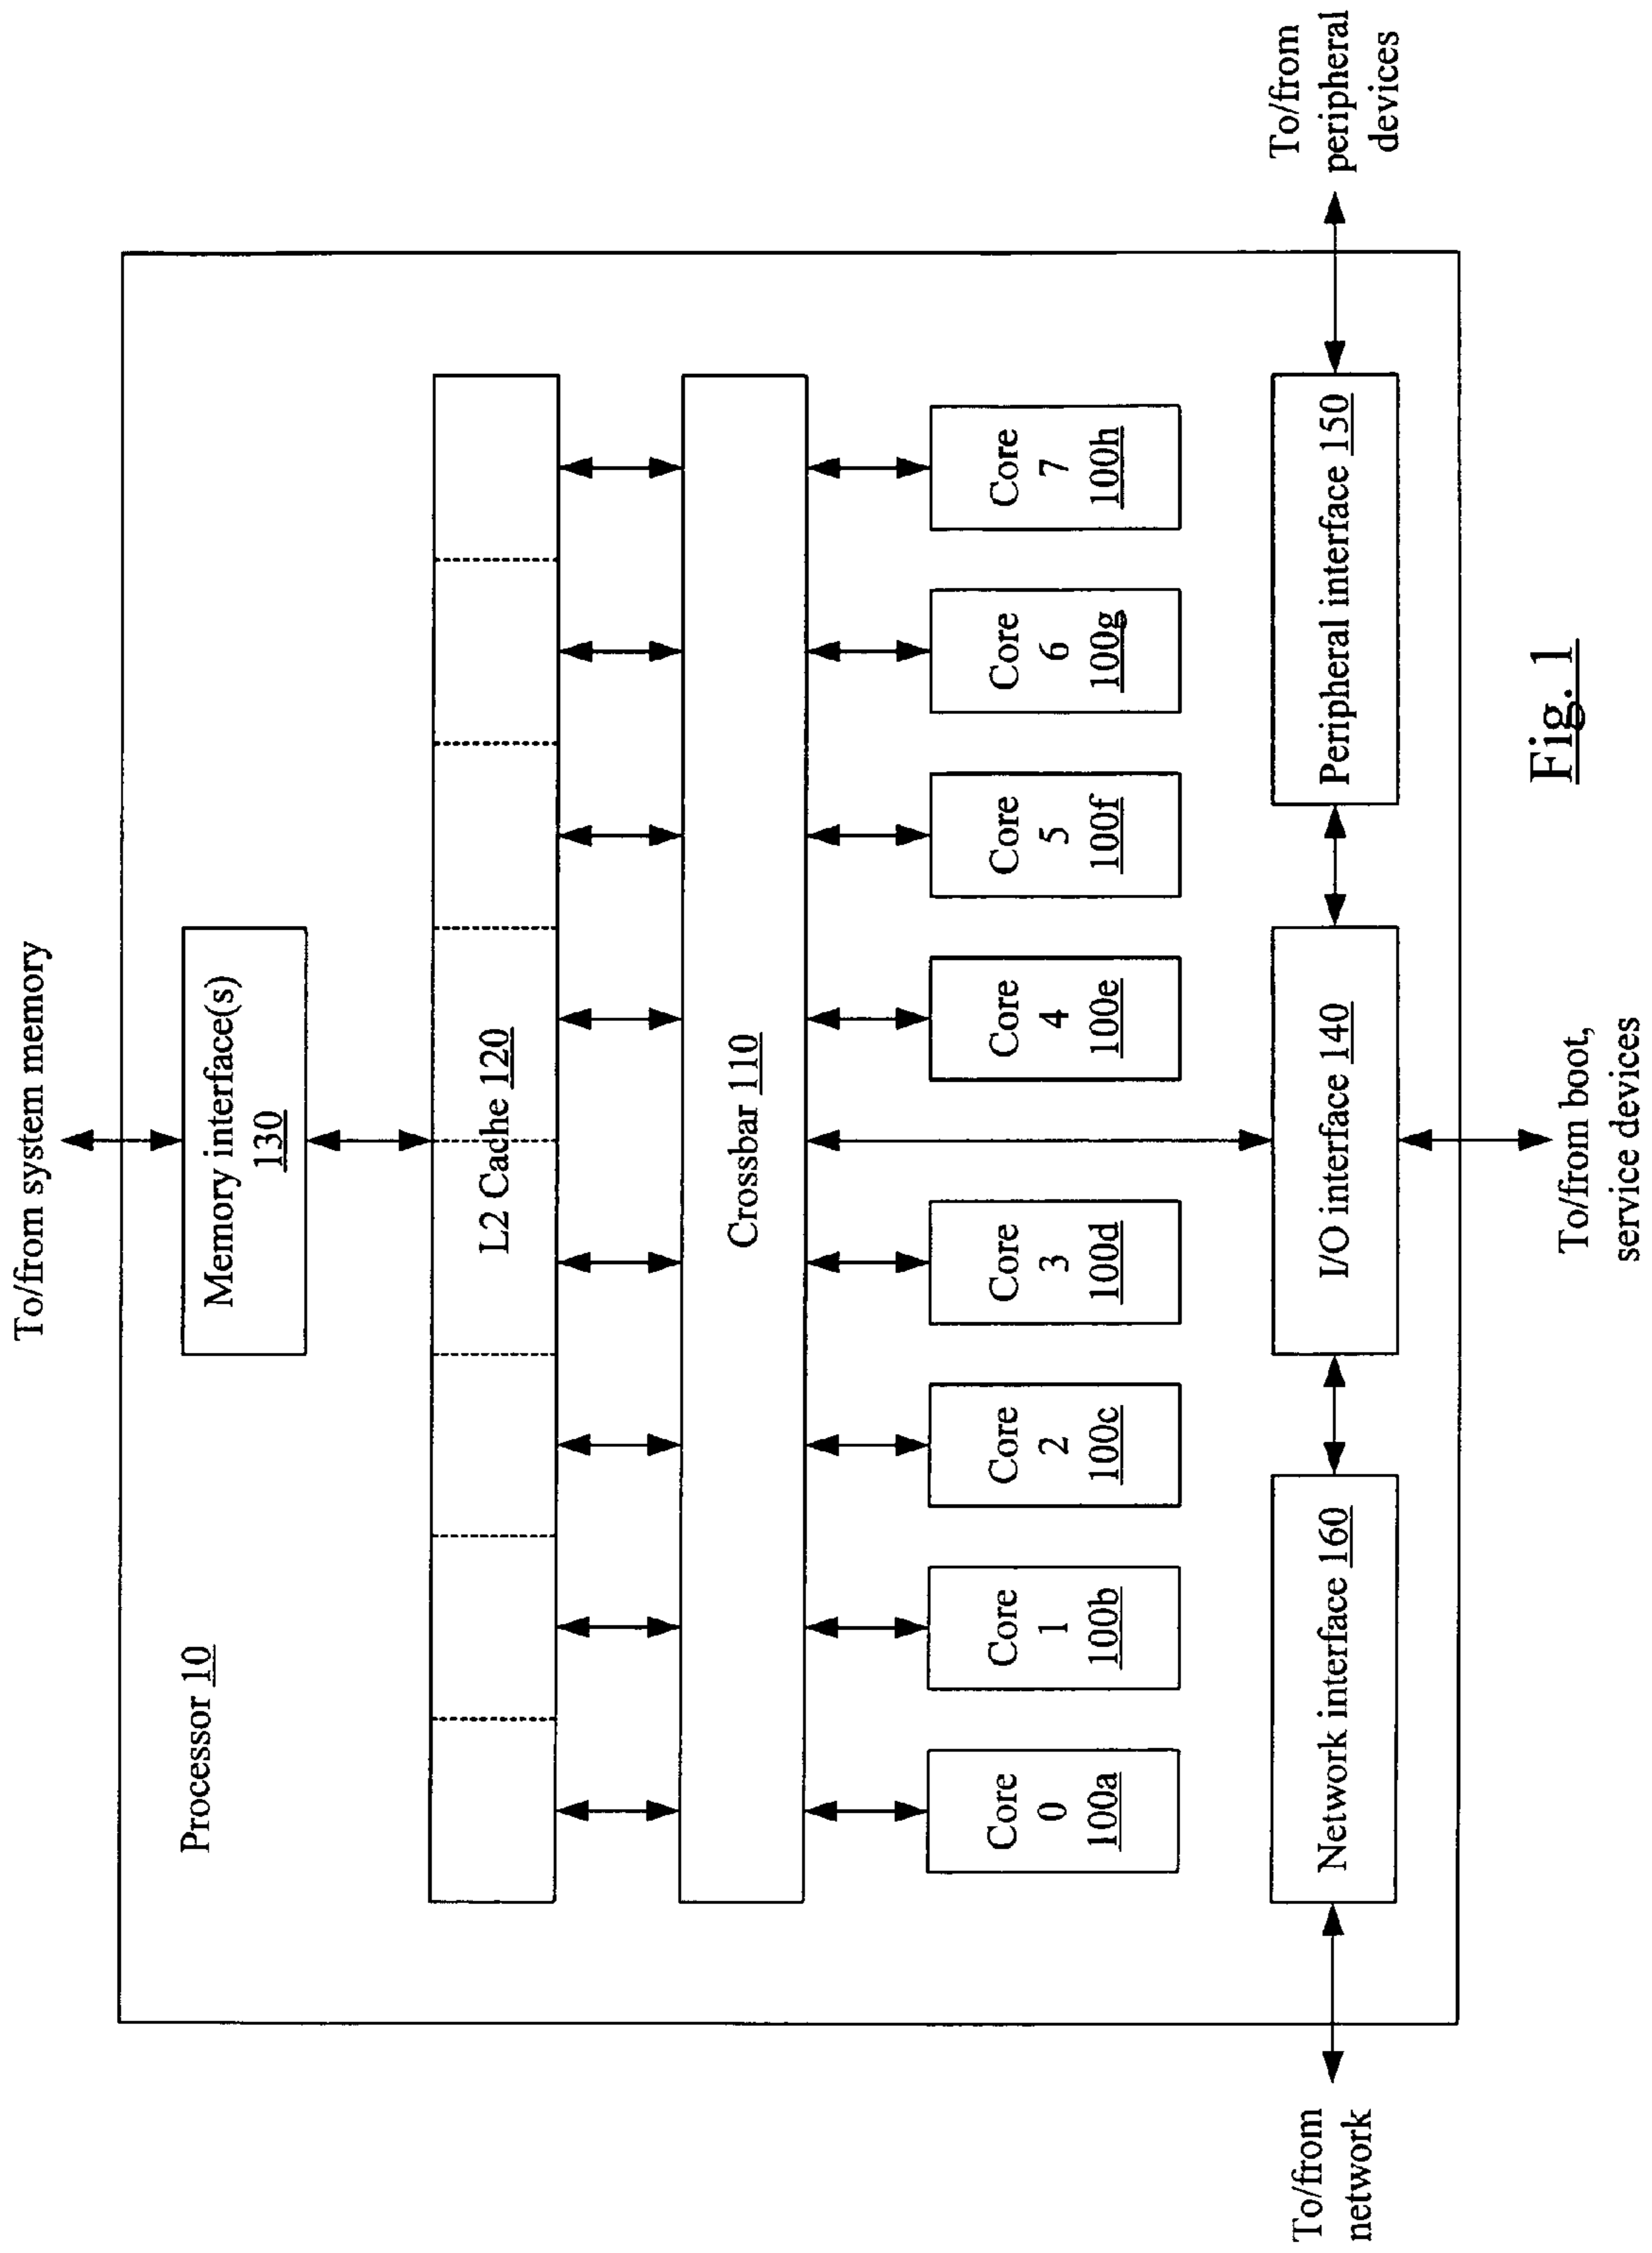 To/from system memory
Processor 10
Memory interface(s)
130
L2 Cache 120
Crossbar 110
Core
0
100a
Core
1
100b
Core
2
100c
Core
3
100d
Core
4
100e
Core
5
100f
Core
6
100g
Core
7
100h
Network interface 160
I/O interface 140
Peripheral interface 150
To/from
network
To/from boot,
service devices
To/from
peripheral
devices
Fig. 1